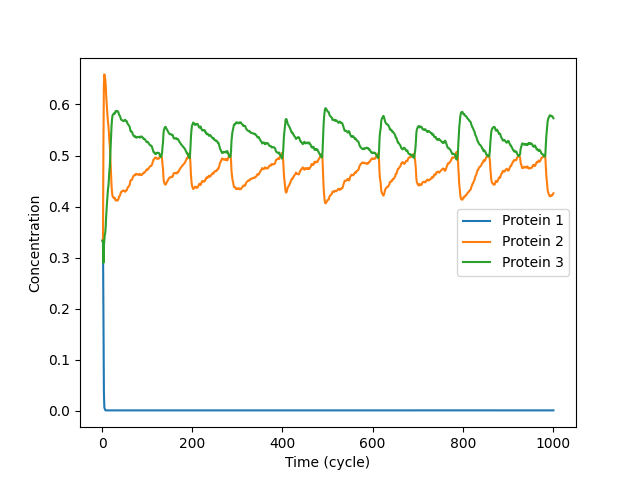 0.6
0.5
0.4
0.3
0.2
0.1
0.0
Concentration
Protein 1
Protein 2
Protein 3
0
200
400
600
800
1000
Time (cycle)